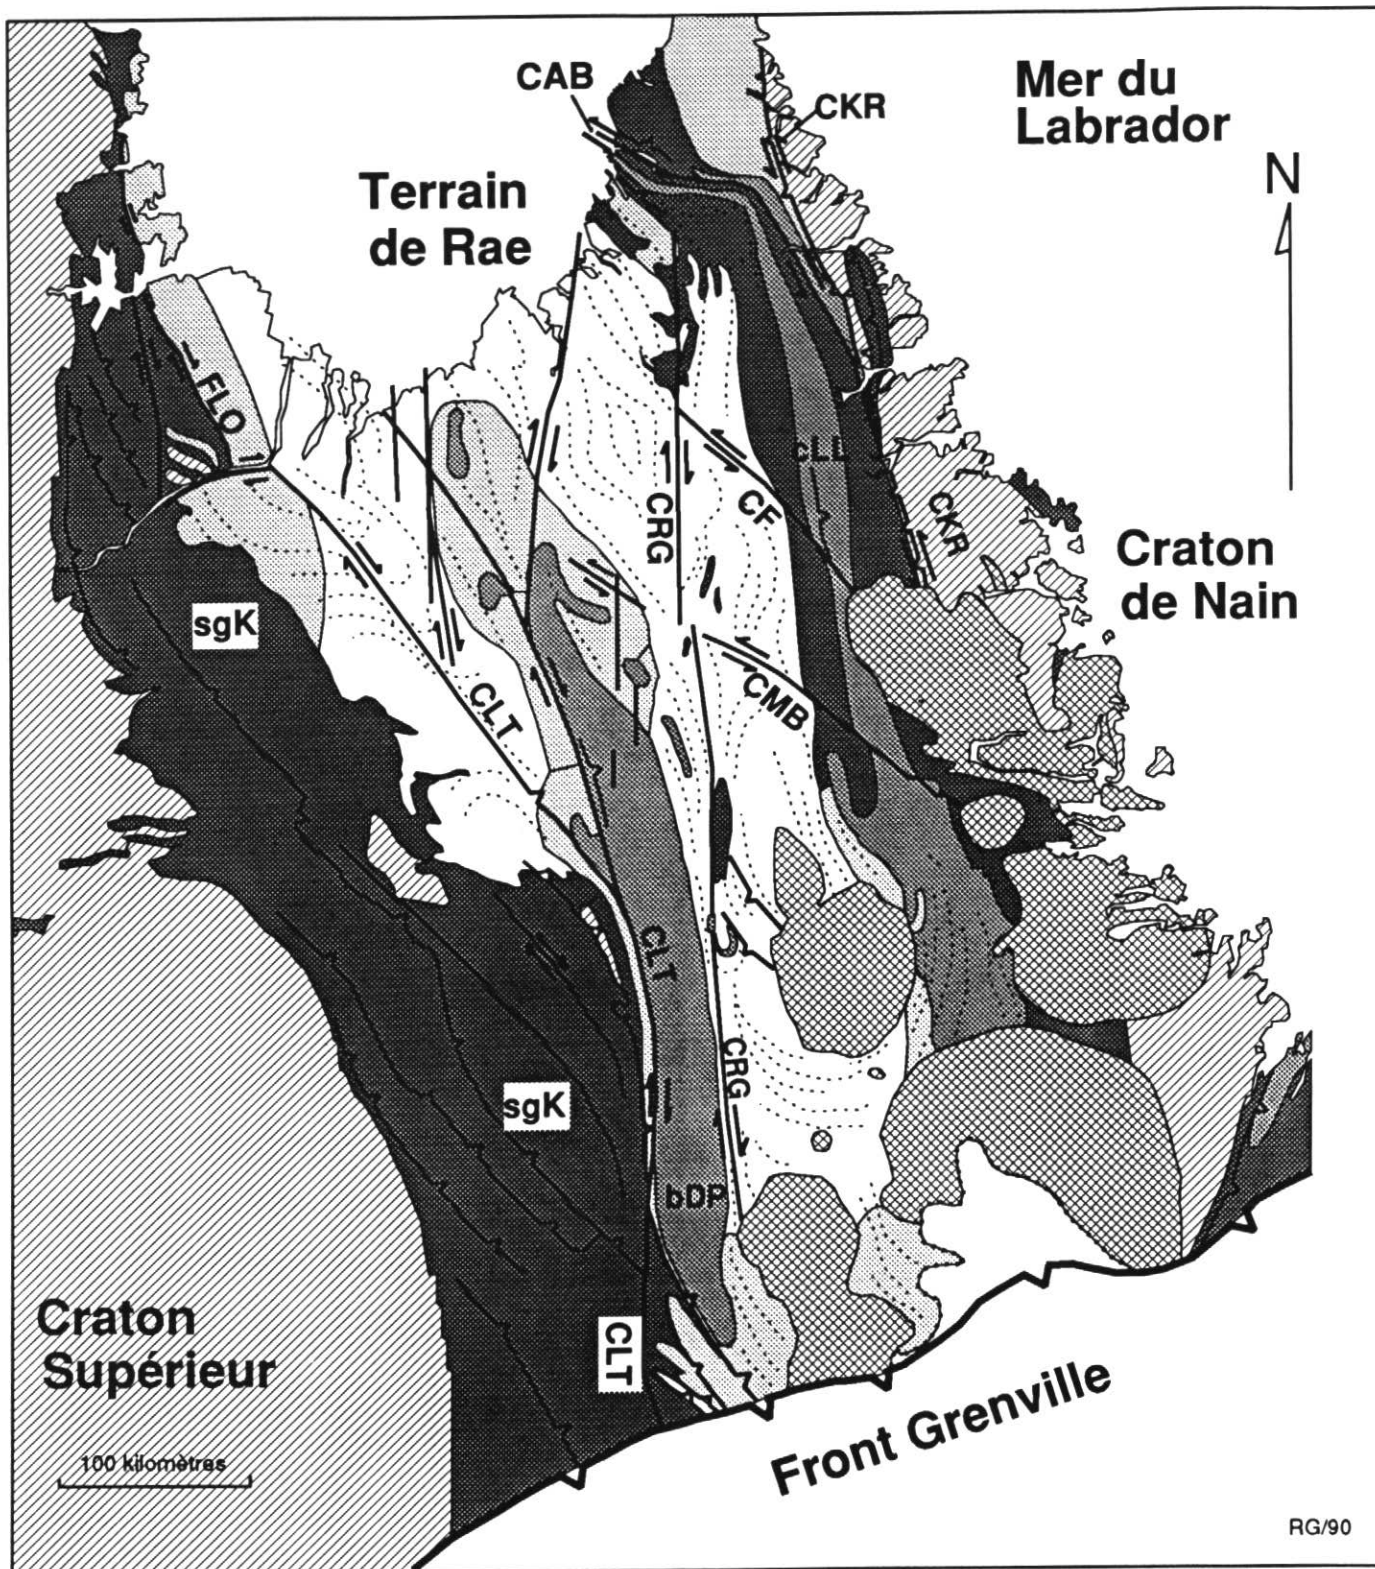 CAB
CKR
Mer du
Labrador
N
Terrain
de Rae
FLO
CRG
CF
cLL
CKR
Craton
de Nain
sgK
CLT
CMB
CLT
CRG
sgK
bDP
CLT
Craton
Supérieur
100 kilomètres
Front Grenville
RG/90